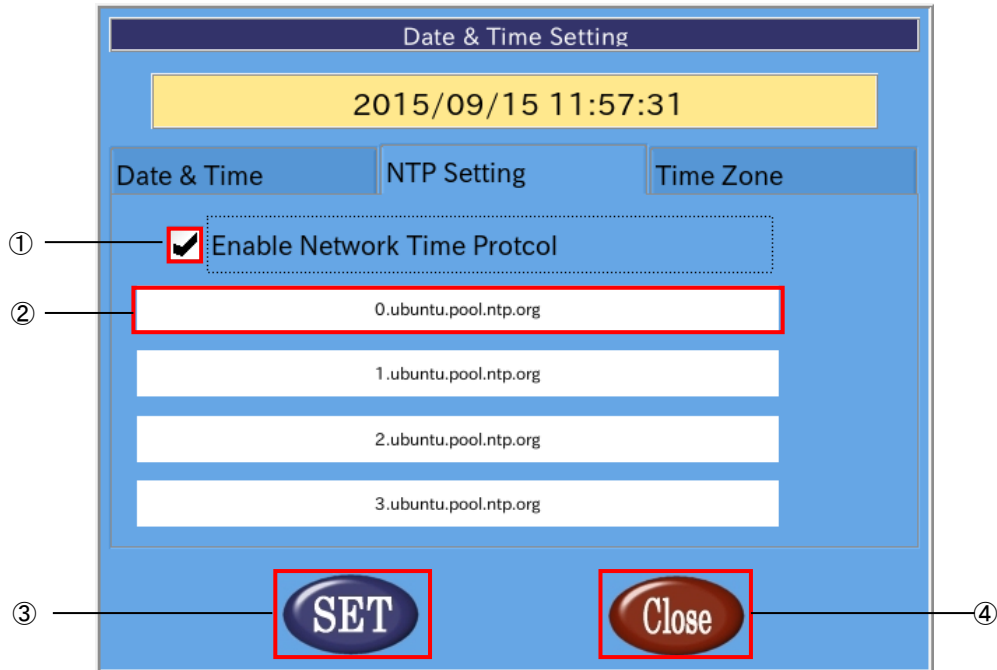 Date & Time Setting
2015/09/15 11:57:31
Date & Time
NTP Setting
Time Zone
①
Enable Network Time Protcol
②
0.ubuntu.pool.ntp.org
1.ubuntu.pool.ntp.org
2.ubuntu.pool.ntp.org
3.ubuntu.pool.ntp.org
③
SET
Close
④